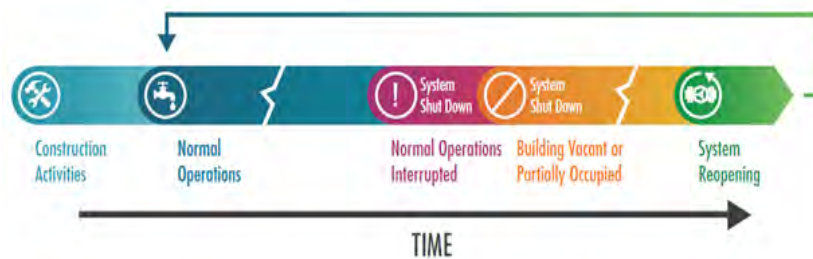 System
Shut Down
System
Shut Down
Construction
Activities
Normal
Operations
Normal Operations
Interrupted
Building Vacant or
Partially Occupied
System
Reopening
TIME